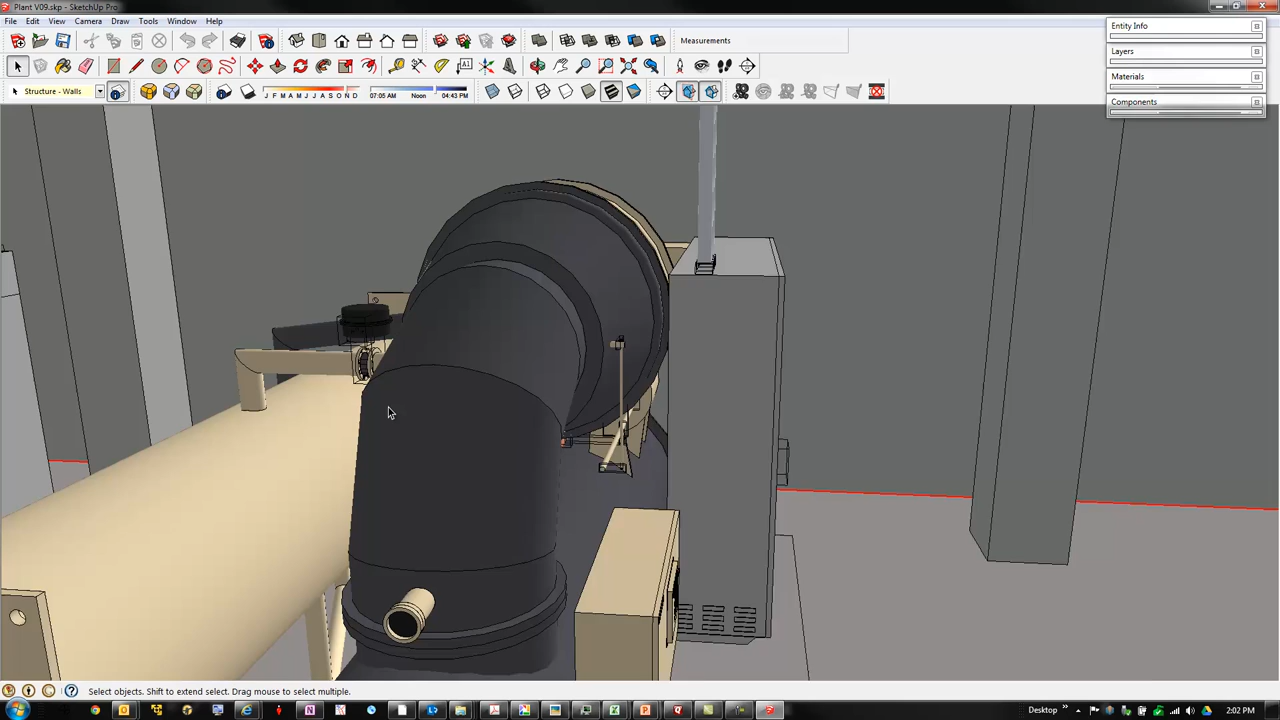 Plant V09.skp - SketchUp Pro
File Edit View Camera Draw Tools Window Help
Measurements
Structure - Walls
J F M A M J J A S O N D
07:05 AM Noon 04:43 PM
Entity Info
Layers
Materials
Components
Select objects. Shift to extend select. Drag mouse to select multiple.
Desktop
2:02 PM